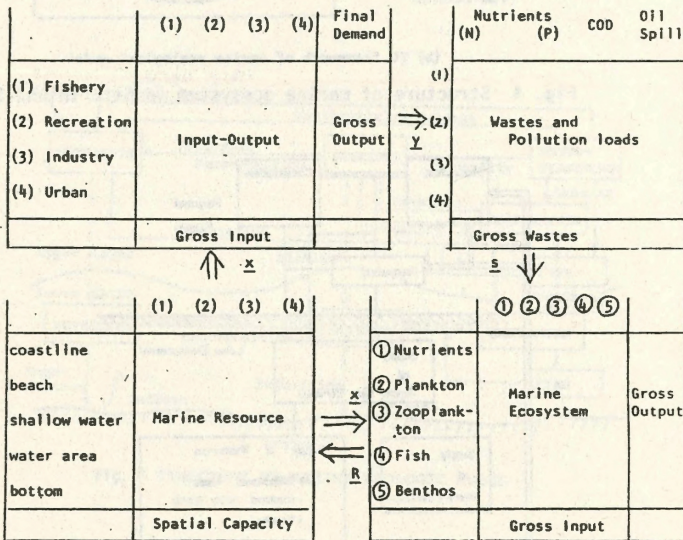 (1) (2) (3) (4) Final Demand
(1) Fishery
(2) Recreation
(3) Industry
(4) Urban
Input-Output
Gross Output
Gross Input
y
Nutrients
(N) (P) COD Oil Spill
(1)
(2)
(3)
(4)
Wastes and
Pollution loads
Gross Wastes
x
s
(1) (2) (3) (4)
coastline
beach
shallow water
water area
bottom
Marine Resource
Spatial Capacity
x
R
① ② ③ ④ ⑤
① Nutrients
② Plankton
③ Zooplank-
ton
④ Fish
⑤ Benthos
Marine
Ecosystem
Gross
Output
Gross Input